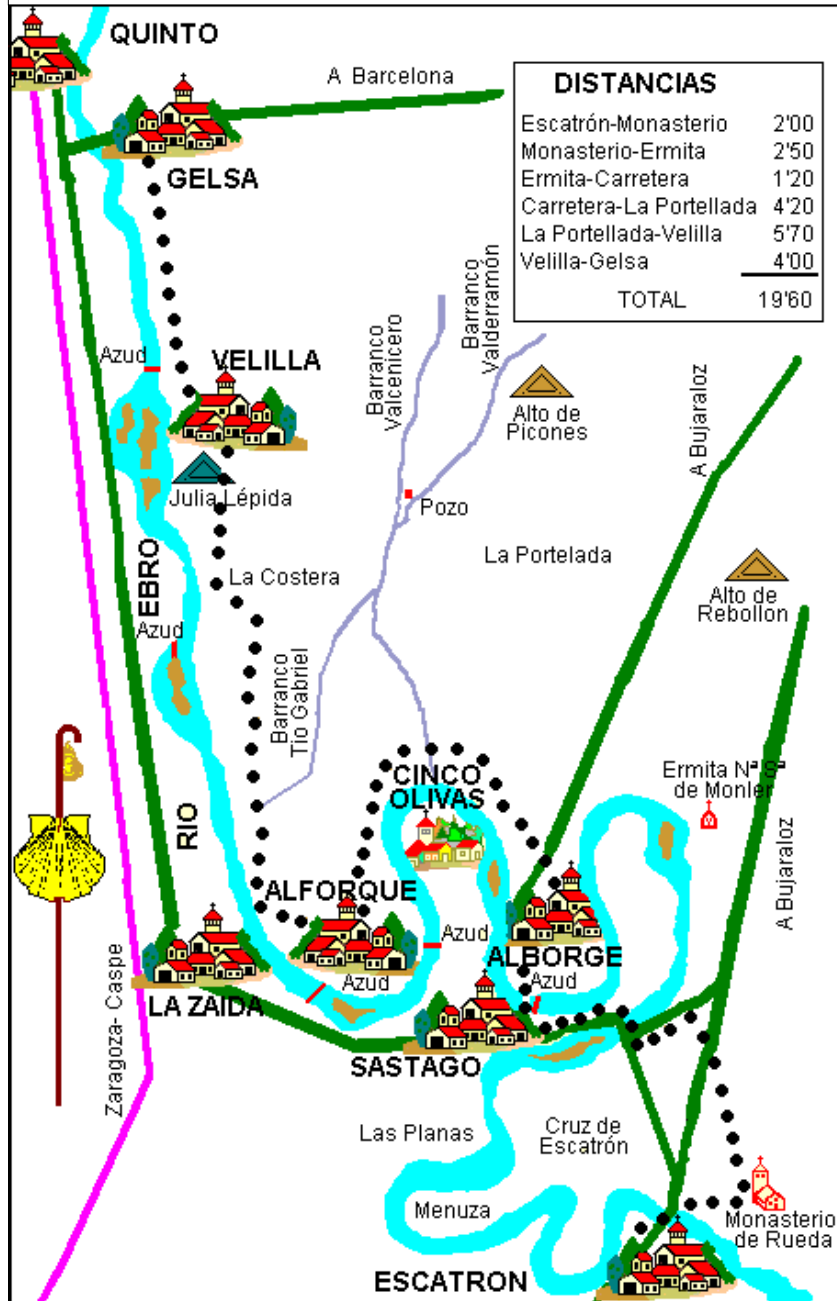 QUINTO
A Barcelona
DISTANCIAS
Escatrón-Monasterio 2'00
Monasterio-Ermita 2'50
Ermita-Carretera 1'20
Carretera-La Portellada 4'20
La Portellada-Velilla 5'70
Velilla-Gelsa 4'00
TOTAL 19'60
GELSA
Barranco
Valcenicero
Barranco
Valderramón
Azud
VELILLA
Alto de
Picones
A Bujaraloz
Julia Lépida
Pozo
La Portelada
EBRO
La Costera
Alto de
Rebollon
Azud
Barranco
Tio Gabriel
CINCO
OLIVAS
Ermita Nª Sª
de Monler
RIO
A Bujaraloz
ALFORQUE
Azud
ALBORGE
Azud
Azud
LA ZAIDA
Zaragoza- Caspe
SASTAGO
Las Planas
Cruz de
Escatrón
Menuza
Monasterio
de Rueda
ESCATRON